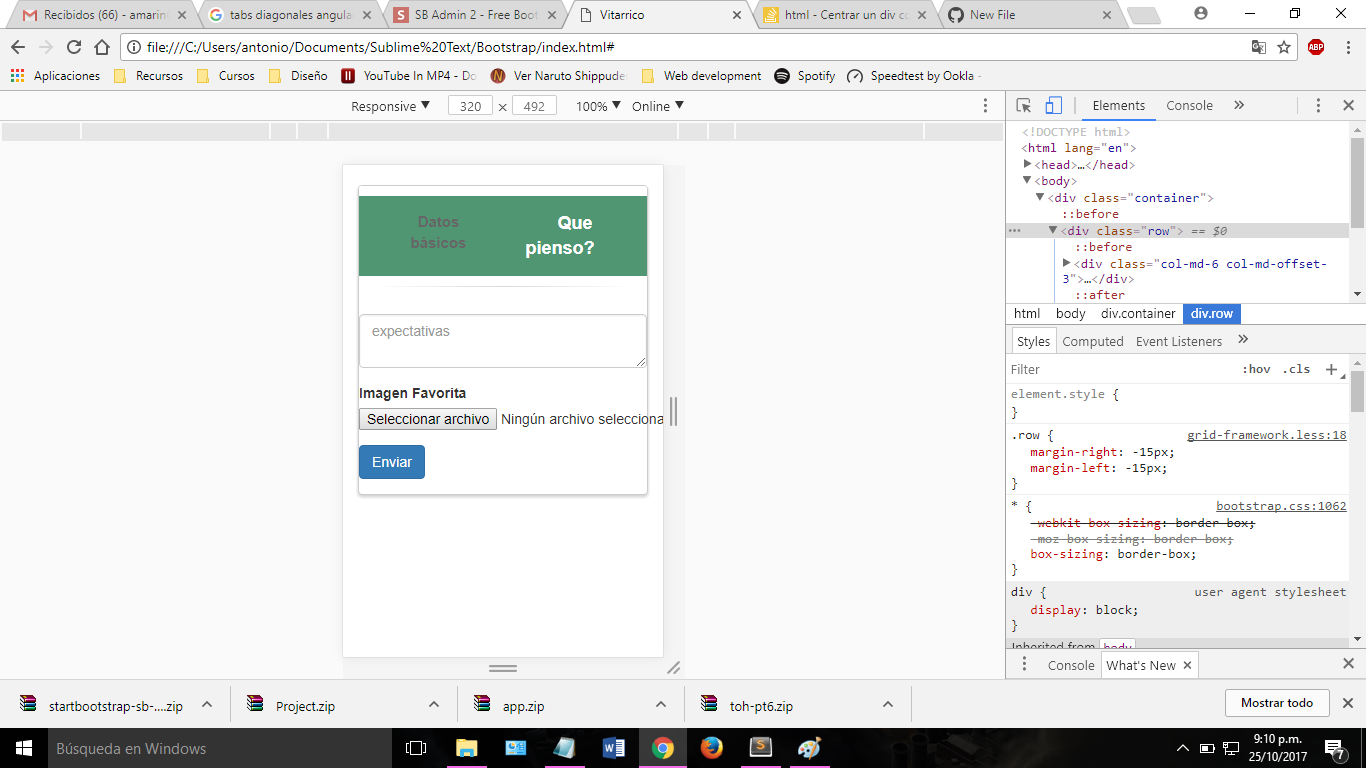 Recibidos (66) - amarin
tabs diagonales angula
SB Admin 2 - Free Boot
Vitarrico
html - Centrar un div co
New File
file:///C:/Users/antonio/Documents/Sublime%20Text/Bootstrap/index.html#
ABP
Aplicaciones
Recursos
Cursos
Diseño
YouTube In MP4 - Do
Ver Naruto Shippude
Web development
Spotify
Speedtest by Ookla -
Responsive ▼ 320 × 492 100% ▼ Online ▼
Elements Console »
<!DOCTYPE html>
<html lang="en">
<head>…</head>
<body>
<div class="container">
::before
<div class="row"> == $0
::before
<div class="col-md-6 col-md-offset-
3">…</div>
::after
html body div.container div.row
Styles Computed Event Listeners »
Filter :hov .cls +
element.style {
}
.row { grid-framework.less:18
margin-right: -15px;
margin-left: -15px;
}
* { bootstrap.css:1062
-webkit-box-sizing: border-box;
-moz-box-sizing: border-box;
box-sizing: border-box;
}
div { user agent stylesheet
display: block;
}
Inherited from body
Console What's New ×
Datos
básicos
Que
pienso?
expectativas
Imagen Favorita
Seleccionar archivo Ningún archivo selecciona
Enviar
startbootstrap-sb-....zip
Project.zip
app.zip
toh-pt6.zip
Mostrar todo
Búsqueda en Windows
9:10 p.m.
25/10/2017
7